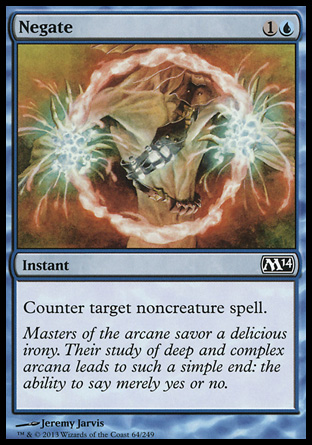 Negate 1
Instant M14
Counter target noncreature spell.
Masters of the arcane savor a delicious
irony. Their study of deep and complex
arcana leads to such a simple end: the
ability to say merely yes or no.
Jeremy Jarvis
™ & © 2013 Wizards of the Coast 64/249